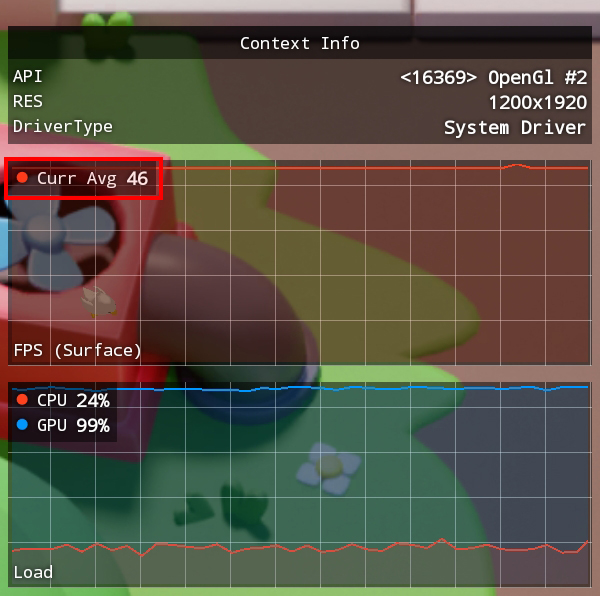 Context Info
API <16369> OpenGl #2
RES 1200x1920
DriverType System Driver
Curr Avg 46
FPS (Surface)
CPU 24%
GPU 99%
Load